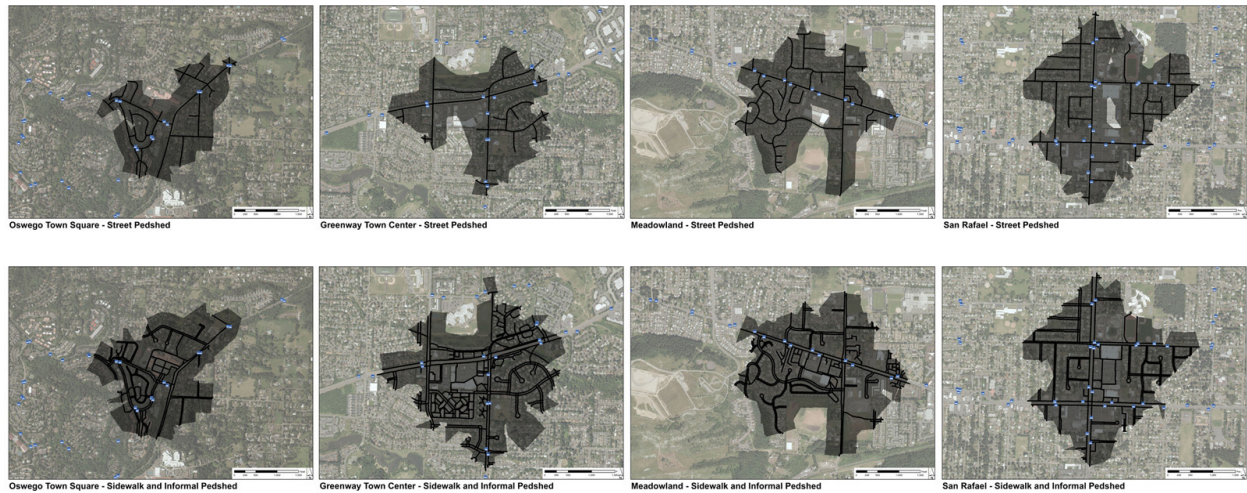 Oswego Town Square - Street Pedshed
Greenway Town Center - Street Pedshed
Meadowland - Street Pedshed
San Rafael - Street Pedshed
Oswego Town Square - Sidewalk and Informal Pedshed
Greenway Town Center - Sidewalk and Informal Pedshed
Meadowland - Sidewalk and Informal Pedshed
San Rafael - Sidewalk and Informal Pedshed